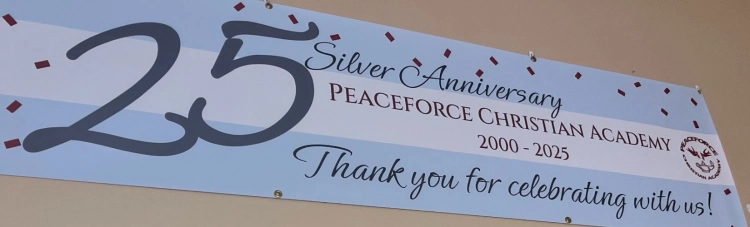 25
Silver Anniversary
PEACEFORCE CHRISTIAN ACADEMY
2000 - 2025
Thank you for celebrating with us!